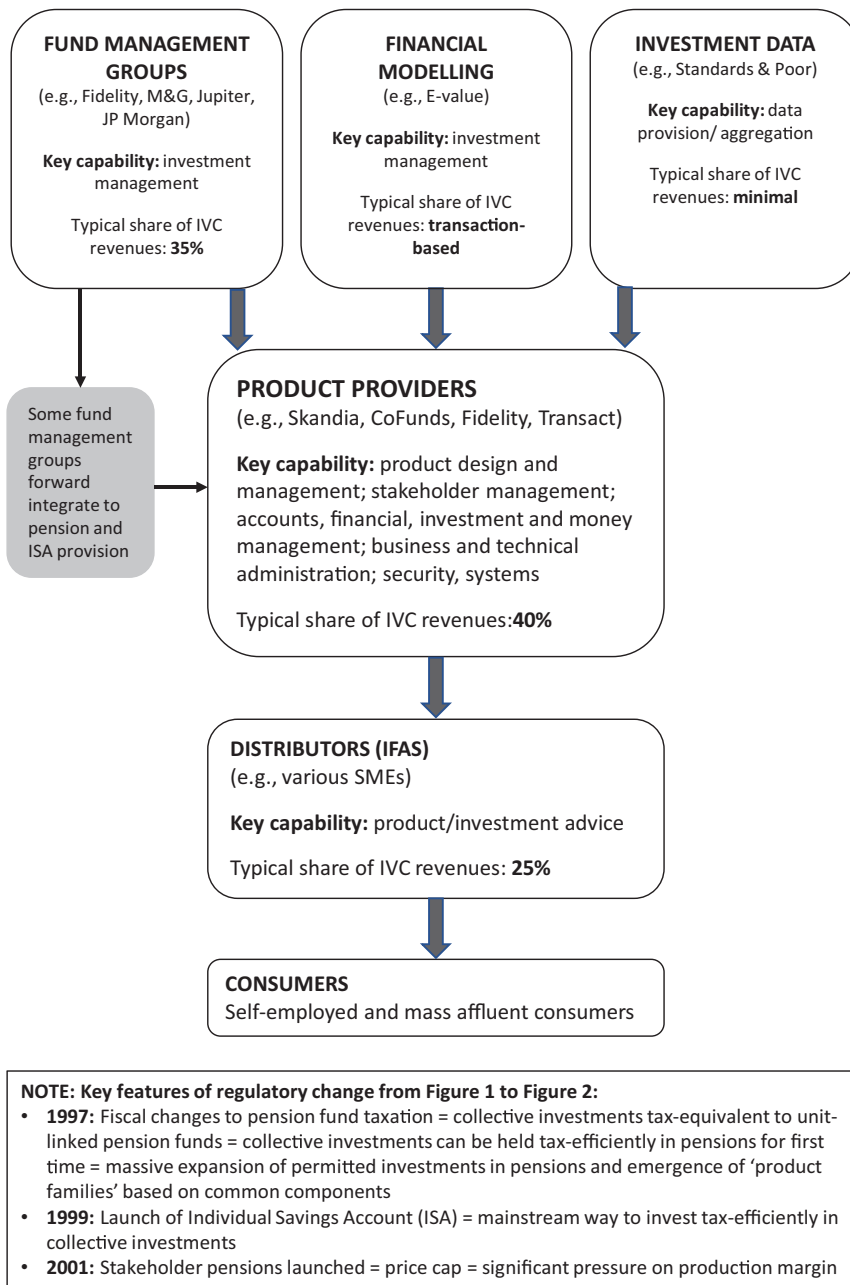 FUND MANAGEMENT
GROUPS
(e.g., Fidelity, M&G, Jupiter,
JP Morgan)
Key capability: investment
management
Typical share of IVC
revenues: 35%
FINANCIAL
MODELLING
(e.g., E-value)
Key capability: investment
management
Typical share of IVC
revenues: transaction-
based
INVESTMENT DATA
(e.g., Standards & Poor)
Key capability: data
provision/ aggregation
Typical share of IVC
revenues: minimal
Some fund
management
groups
forward
integrate to
pension and
ISA provision
PRODUCT PROVIDERS
(e.g., Skandia, CoFunds, Fidelity, Transact)
Key capability: product design and
management; stakeholder management;
accounts, financial, investment and money
management; business and technical
administration; security, systems
Typical share of IVC revenues:40%
DISTRIBUTORS (IFAS)
(e.g., various SMEs)
Key capability: product/investment advice
Typical share of IVC revenues: 25%
CONSUMERS
Self-employed and mass affluent consumers
NOTE: Key features of regulatory change from Figure 1 to Figure 2:
• 1997: Fiscal changes to pension fund taxation = collective investments tax-equivalent to unit-
linked pension funds = collective investments can be held tax-efficiently in pensions for first
time = massive expansion of permitted investments in pensions and emergence of ‘product
families’ based on common components
• 1999: Launch of Individual Savings Account (ISA) = mainstream way to invest tax-efficiently in
collective investments
• 2001: Stakeholder pensions launched = price cap = significant pressure on production margin